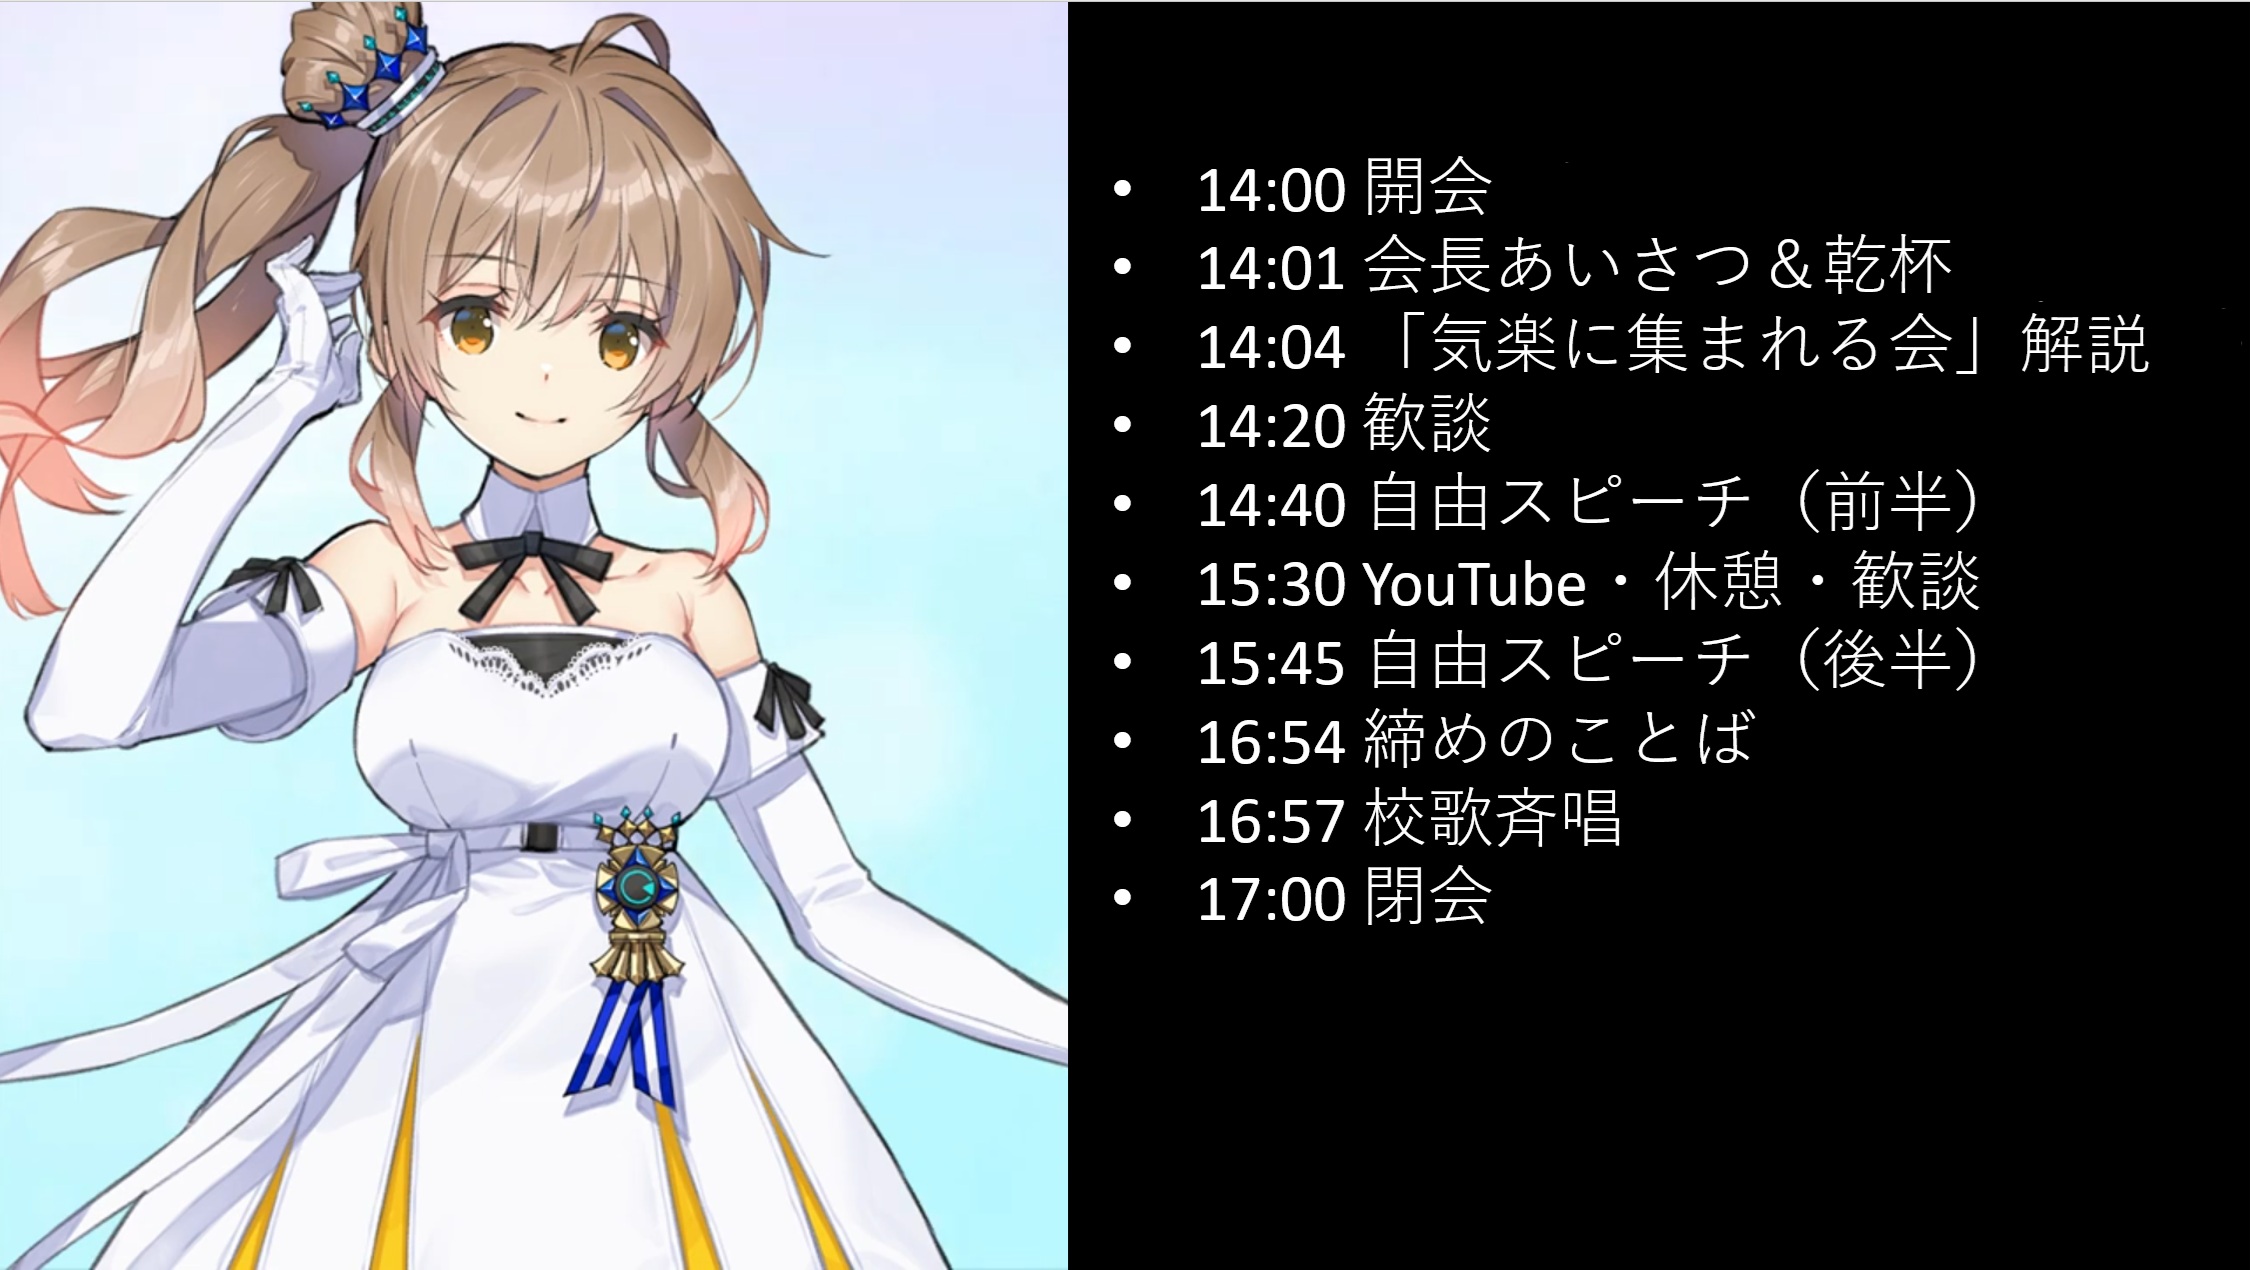 • 14:00 開会
• 14:01 会長あいさつ＆乾杯
• 14:04 「気楽に集まれる会」解説
• 14:20 歓談
• 14:40 自由スピーチ（前半）
• 15:30 YouTube・休憩・歓談
• 15:45 自由スピーチ（後半）
• 16:54 締めのことば
• 16:57 校歌斉唱
• 17:00 閉会